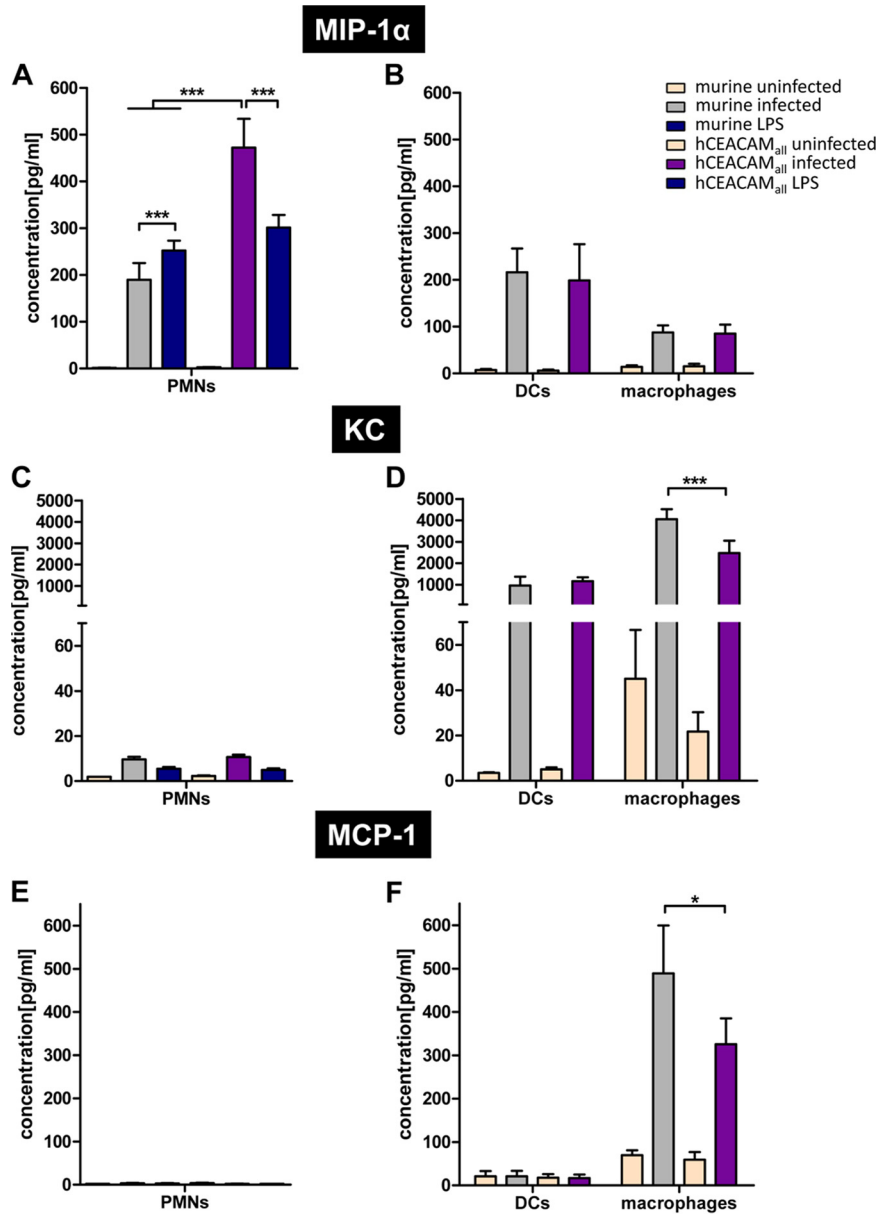 MIP-1α
A
B
600
500
400
300
200
100
0
concentration[pg/ml]
***
***
***
PMNs
600
500
400
300
200
100
0
concentration[pg/ml]
DCs
macrophages
murine uninfected
murine infected
murine LPS
hCEACAMall uninfected
hCEACAMall infected
hCEACAMall LPS
KC
C
D
5000
4000
3000
2000
1000
60
40
20
0
concentration[pg/ml]
PMNs
5000
4000
3000
2000
1000
60
40
20
0
concentration[pg/ml]
***
DCs
macrophages
MCP-1
E
F
600
500
400
300
200
100
0
concentration[pg/ml]
PMNs
600
500
400
300
200
100
0
concentration[pg/ml]
*
DCs
macrophages